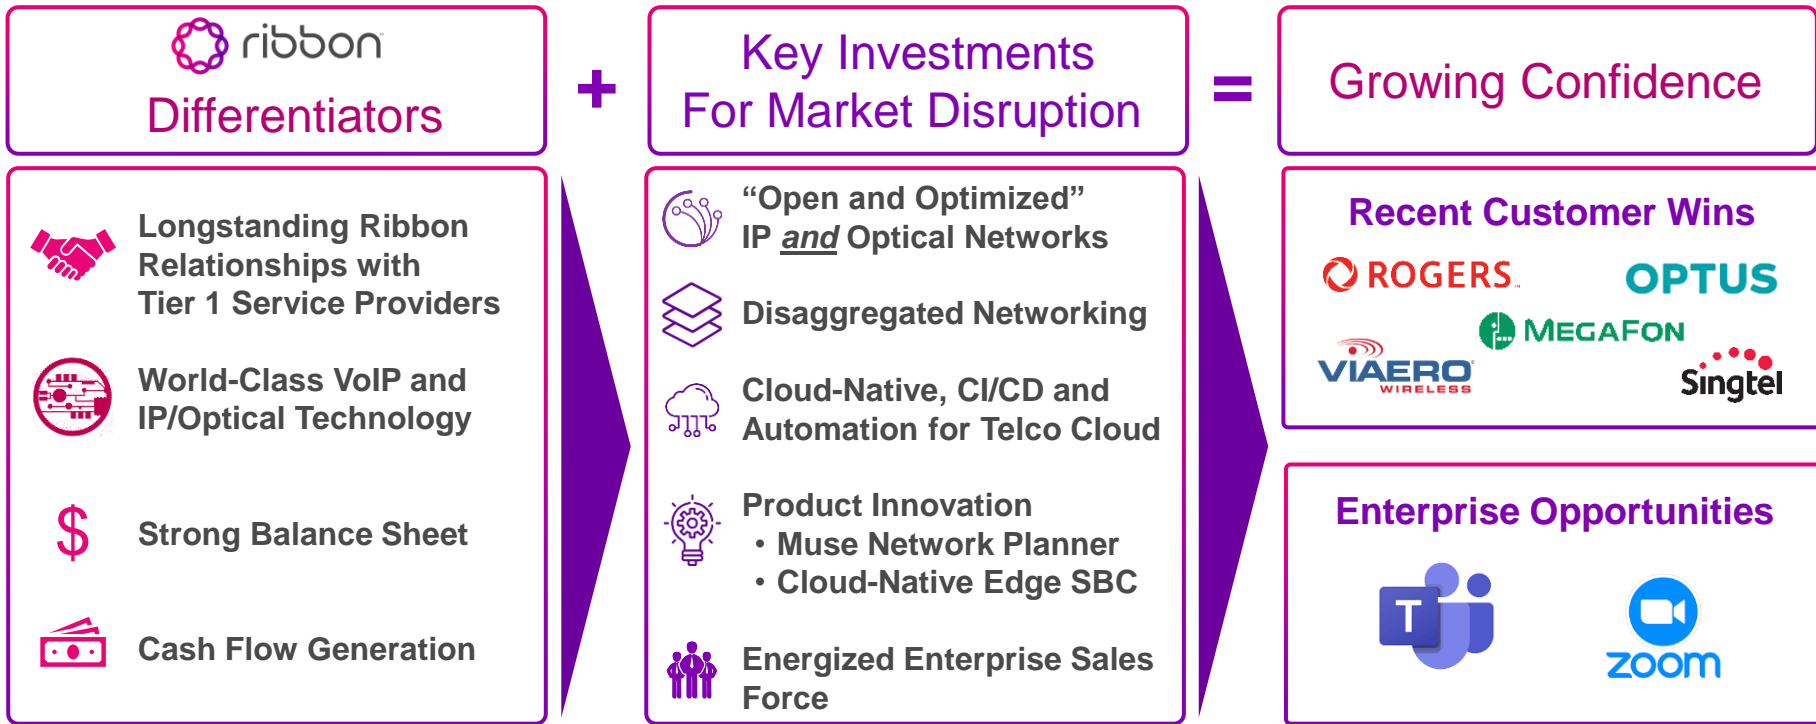 ribbon
Differentiators
+
Key Investments
For Market Disruption
=
Growing Confidence
Longstanding Ribbon
Relationships with
Tier 1 Service Providers
World-Class VoIP and
IP/Optical Technology
$
Strong Balance Sheet
Cash Flow Generation
“Open and Optimized”
IP and Optical Networks
Disaggregated Networking
Cloud-Native, CI/CD and
Automation for Telco Cloud
Product Innovation
• Muse Network Planner
• Cloud-Native Edge SBC
Energized Enterprise Sales
Force
Recent Customer Wins
ROGERS™
OPTUS
MEGAFON
VIAERO®
WIRELESS
Singtel
Enterprise Opportunities
T
zoom